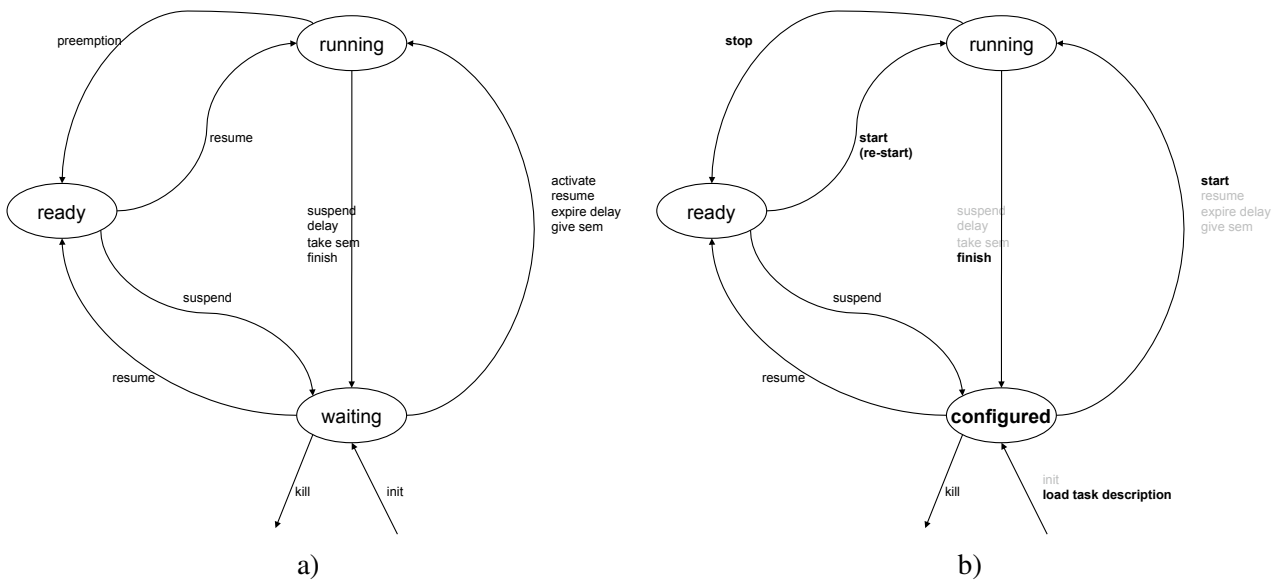 preemption
running
resume
ready
activate
resume
expire delay
give sem
suspend
delay
take sem
finish
suspend
resume
waiting
kill
init
a)
stop
running
start
(re-start)
ready
start
resume
expire delay
give sem
suspend
delay
take sem
finish
suspend
resume
configured
init
load task description
kill
b)